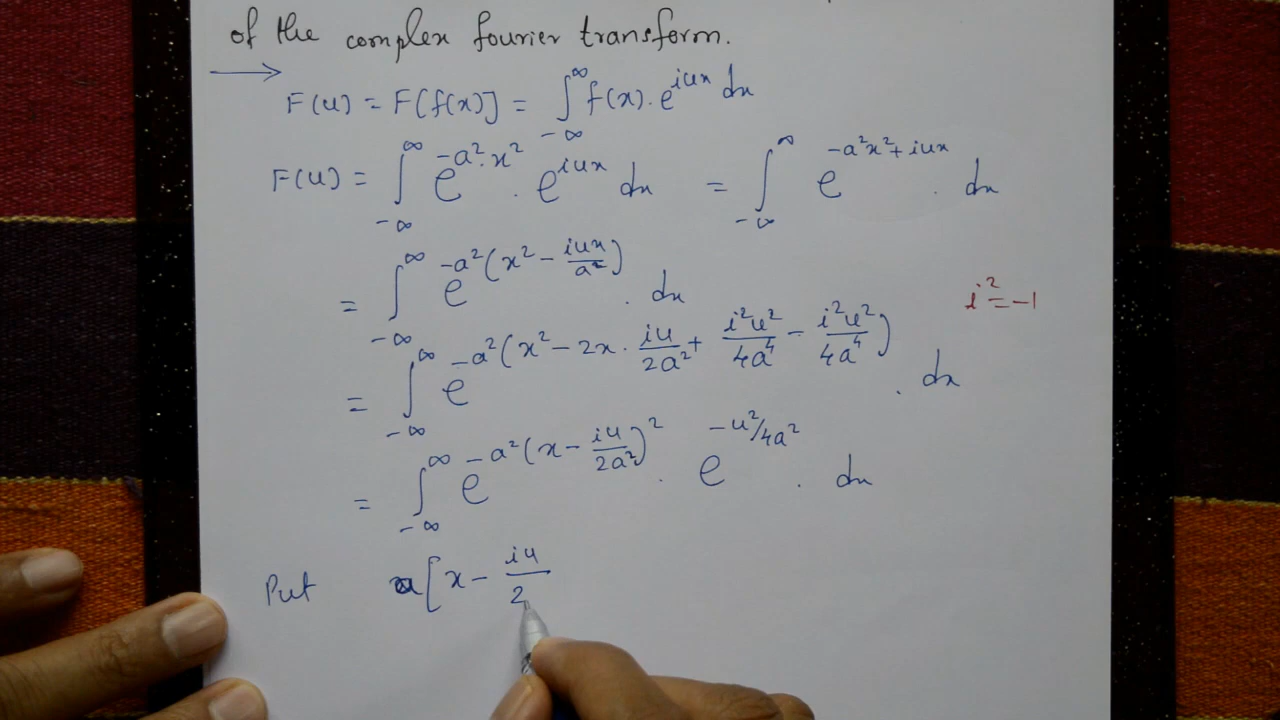 of the complex fourier transform.
→ F(u) = F[f(x)] = ∫_{-∞}^{∞} f(x). e^{iux} dx
F(u) = ∫_{-∞}^{∞} e^{-a².x²} . e^{iux} dx = ∫_{-∞}^{∞} e^{-a²x²+iux} . dx
= ∫_{-∞}^{∞} e^{-a²(x² - iux/a²)} . dx
i² = -1
= ∫_{-∞}^{∞} e^{-a²(x² - 2x . iu/2a² + i²u²/4a⁴ - i²u²/4a⁴)} . dx
= ∫_{-∞}^{∞} e^{-a²(x - iu/2a²)²} . e^{-u²/4a²} . dx
Put a[x - iu/2